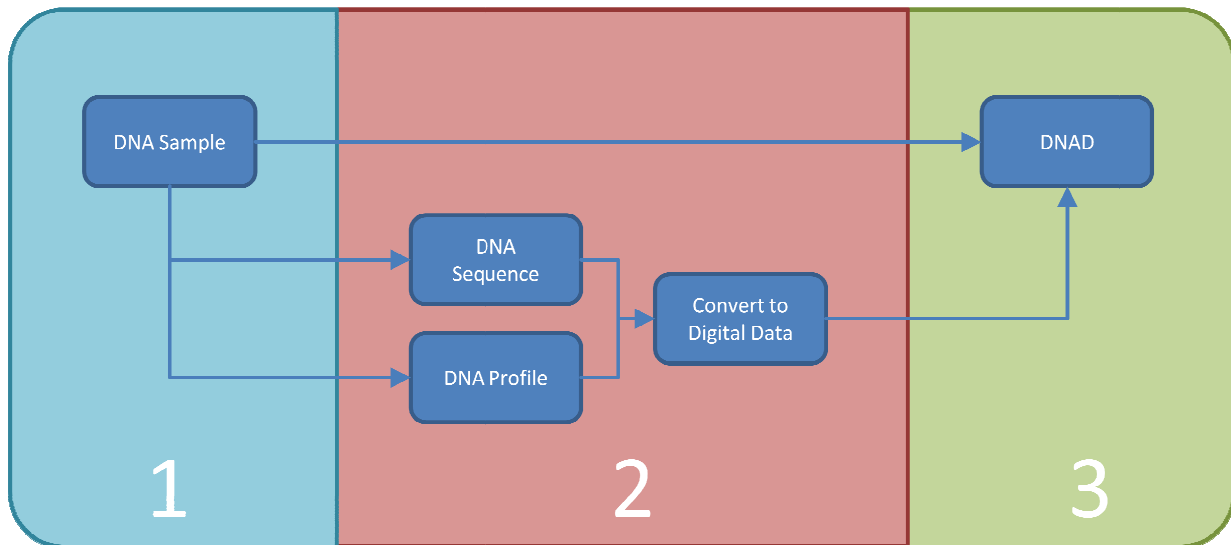 DNA Sample
DNAD
DNA
Sequence
Convert to
Digital Data
DNA Profile
1
2
3